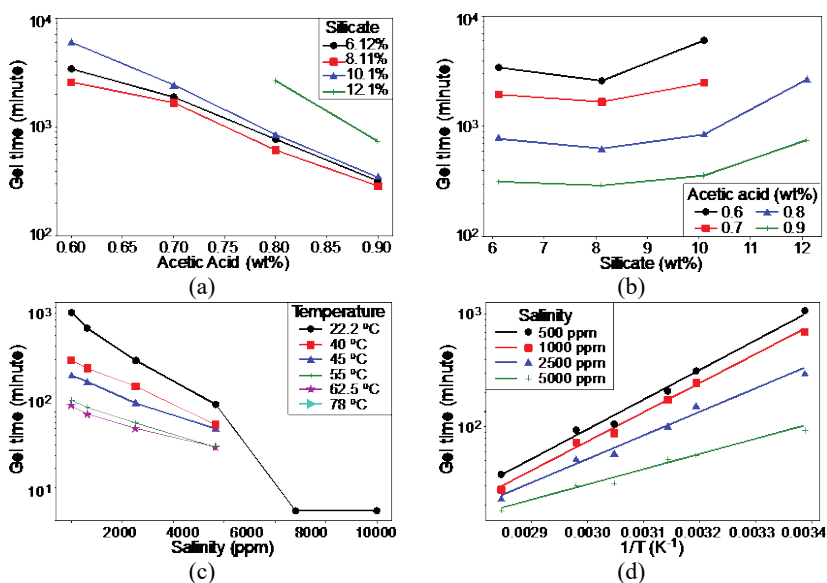 10⁴
10³
10²
Gel time (minute)
Silicate
6.12%
8.11%
10.1%
12.1%
0.60
0.65
0.70
0.75
0.80
0.85
0.90
Acetic Acid (wt%)
(a)
10⁴
10³
10²
Gel time (minute)
Acetic acid (wt%)
0.6
0.8
0.7
0.9
6
7
8
9
10
11
12
Silicate (wt%)
(b)
10³
10²
10¹
Gel time (minute)
Temperature
22.2 ºC
40 ºC
45 ºC
55 ºC
62.5 ºC
78 ºC
2000
4000
6000
8000
10000
Salinity (ppm)
(c)
10³
10²
Gel time (minute)
Salinity
500 ppm
1000 ppm
2500 ppm
5000 ppm
0.0029
0.0030
0.0031
0.0032
0.0033
0.0034
1/T (K⁻¹)
(d)